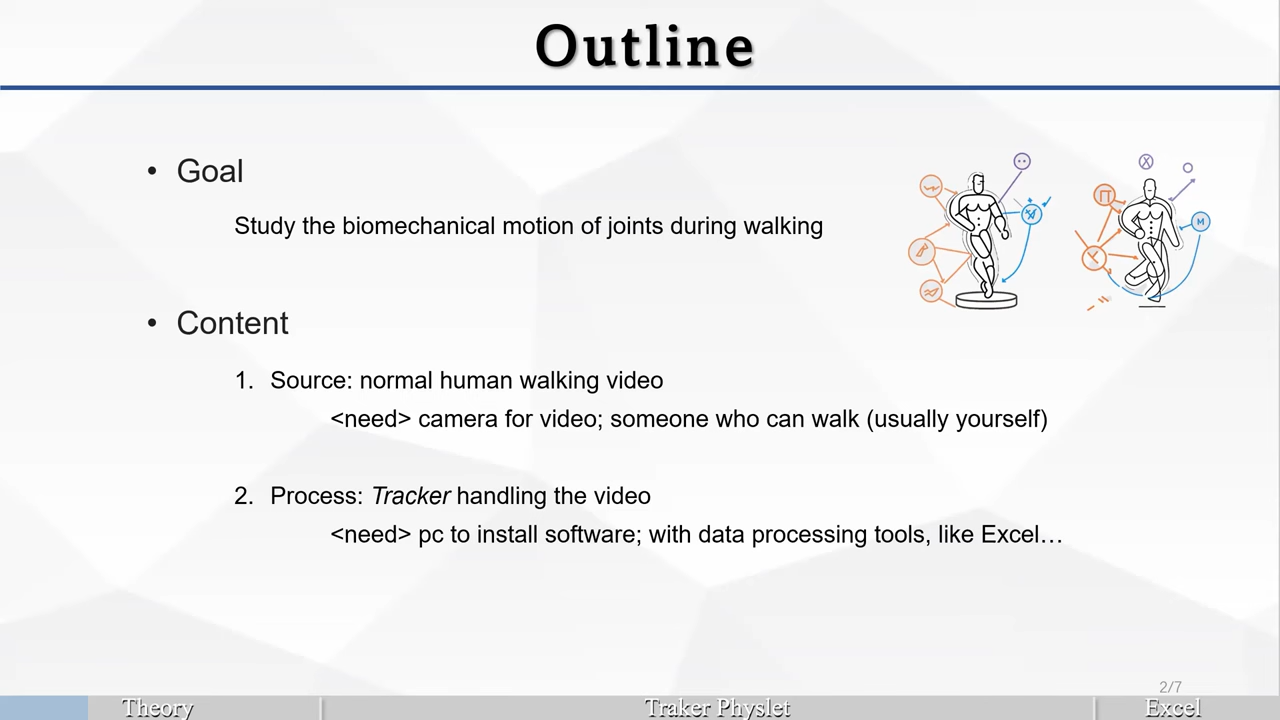 Outline
• Goal
Study the biomechanical motion of joints during walking
• Content
1. Source: normal human walking video
<need> camera for video; someone who can walk (usually yourself)
2. Process: Tracker handling the video
<need> pc to install software; with data processing tools, like Excel…
2/7
Theory
Traker Physlet
Excel